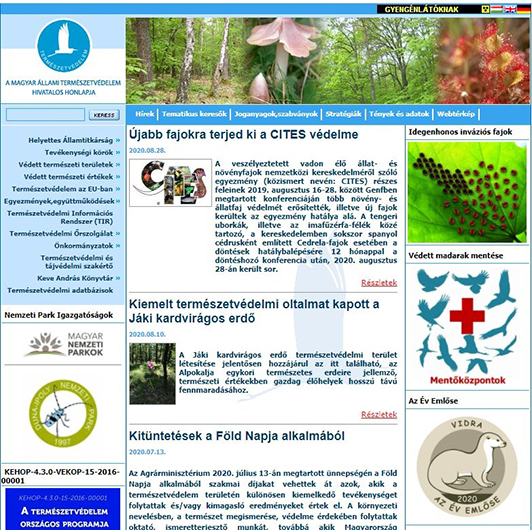 GYENGÉNLÁTÓKNAK
TERMÉSZETVÉDELEM
A MAGYAR ÁLLAMI TERMÉSZETVÉDELEM
HIVATALOS HONLAPJA
KERESS
Hírek
Tematikus keresők
Joganyagok,szabványok
Stratégiák
Tények és adatok
Webtérkép
Helyettes Államtitkárság »
Tevékenységi körök »
Védett természeti területek »
Védett természeti értékek »
Természetvédelem az EU-ban »
Egyezmények,együttműködések »
Természetvédelmi Információs
Rendszer (TIR) »
Természetvédelmi Őrszolgálat »
Önkormányzatok »
Természetvédelmi és
tájvédelmi szakértő »
Keve András Könyvtár »
Természetvédelmi adatbázisok »
Nemzeti Park Igazgatóságok
MAGYAR
NEMZETI
PARKOK
DUNA-IPOLY NEMZETI PARK
1997
KEHOP-4.3.0-VEKOP-15-2016-
00001
KEHOP-4.3.0-15-2016-00001
A TERMÉSZETVÉDELEM
ORSZÁGOS PROGRAMJA
Újabb fajokra terjed ki a CITES védelme
2020.08.28.
CITES
A veszélyeztetett vadon élő állat- és
növényfajok nemzetközi kereskedelméről szóló
egyezmény (közismert nevén: CITES) részes
feleinek 2019. augusztus 16-28. között Genfben
megtartott konferenciáján több növény- és
állatfaj védelmét erősítették, illetve új fajok
kerültek az egyezmény hatálya alá. A tengeri
uborkák, illetve az imafűzérfa-félék közé
tartozó, a kereskedelemben sokszor spanyol
cédrusként említett Cedrela-fajok esetében a
döntések hatálybalépésére 12 hónappal a
döntéshozó konferencia után, 2020. augusztus
28-án került sor.
Részletek
Kiemelt természetvédelmi oltalmat kapott a
Jáki kardvirágos erdő
2020.08.10.
A Jáki kardvirágos erdő természetvédelmi terület
létesítése jelentősen hozzájárul az itt található, az
Alpokalja egykori természetes erdeire jellemző,
természeti értékekben gazdag élőhelyek hosszú távú
fennmaradásához.
Részletek
Kitüntetések a Föld Napja alkalmából
2020.07.13.
Az Agrárminisztérium 2020. július 13-án megtartott ünnepségén a Föld
Napja alkalmából szakmai díjakat vehettek át azok, akik a
természetvédelem területén különösen kiemelkedő tevékenységet
folytattak és/vagy kimagasló eredményeket értek el. A környezeti
nevelésben, a természet megismerése, védelme érdekében folytattak
oktató, ismeretterjesztő munkát, továbbá akik Magyarország
Idegenhonos inváziós fajok
Védett madarak mentése
Mentőközpontok
Az Év Emlőse
VIDRA
2020
AZ ÉV EMLŐSE